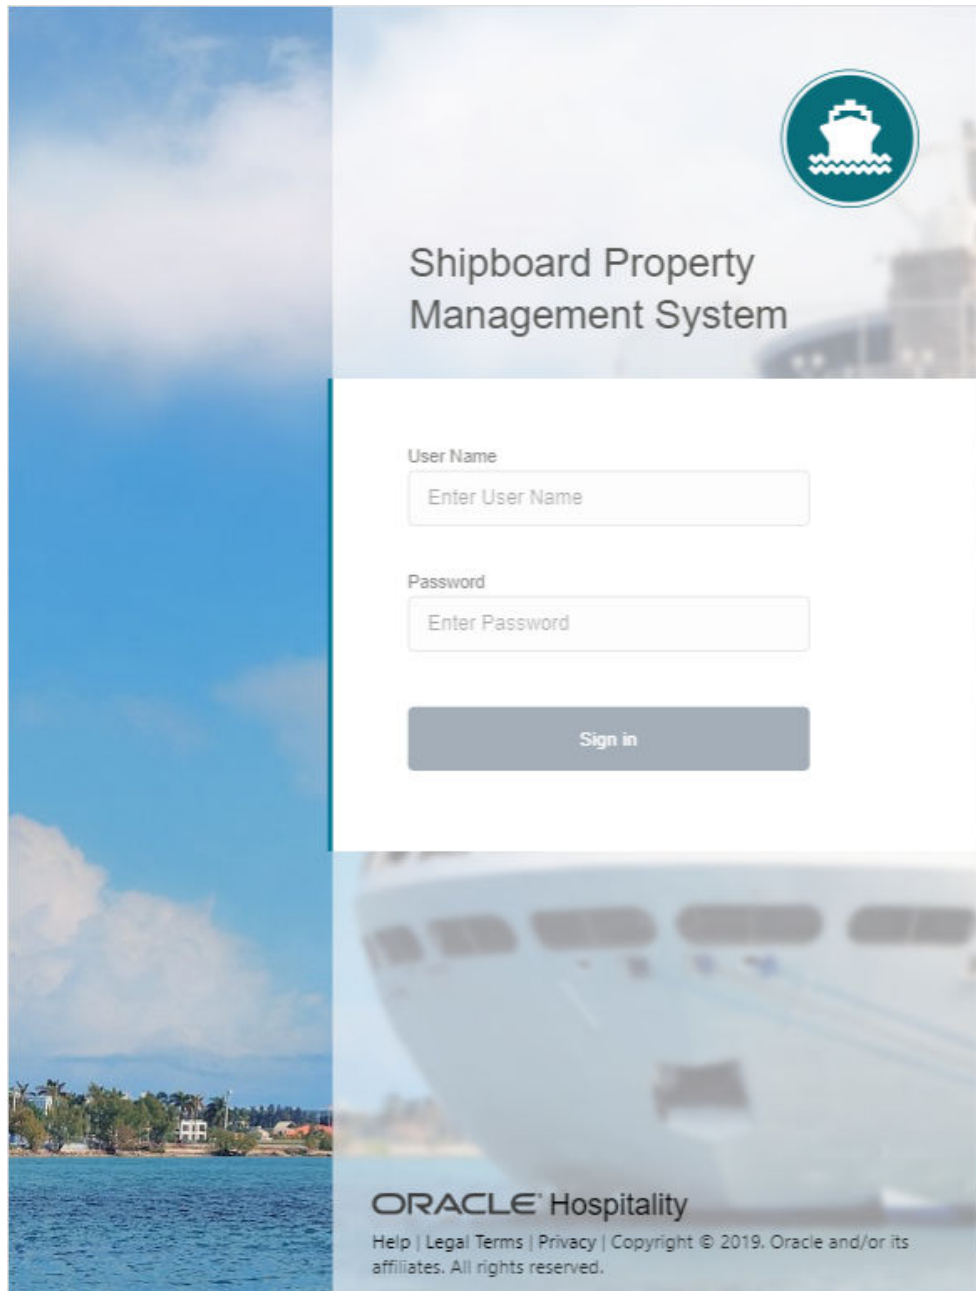 Shipboard Property
Management System
User Name
Enter User Name
Password
Enter Password
Sign in
ORACLE® Hospitality
Help | Legal Terms | Privacy | Copyright © 2019. Oracle and/or its
affiliates. All rights reserved.